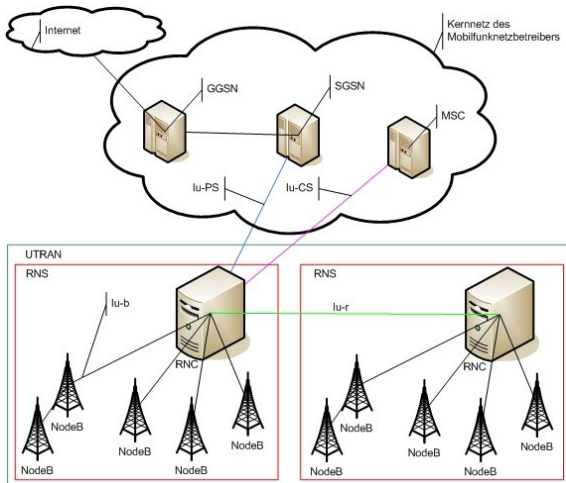 Internet
Kernnetz des
Mobilfunknetzbetreibers
GGSN
SGSN
MSC
Iu-PS
Iu-CS
UTRAN
RNS
RNS
Iu-b
Iu-r
RNC
RNC
NodeB
NodeB
NodeB
NodeB
NodeB
NodeB
NodeB
NodeB
NodeB
NodeB